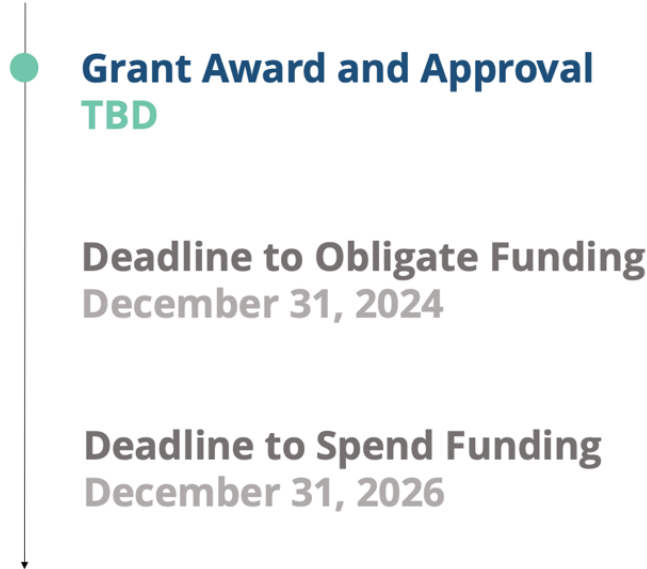 Grant Award and Approval
TBD
Deadline to Obligate Funding
December 31, 2024
Deadline to Spend Funding
December 31, 2026